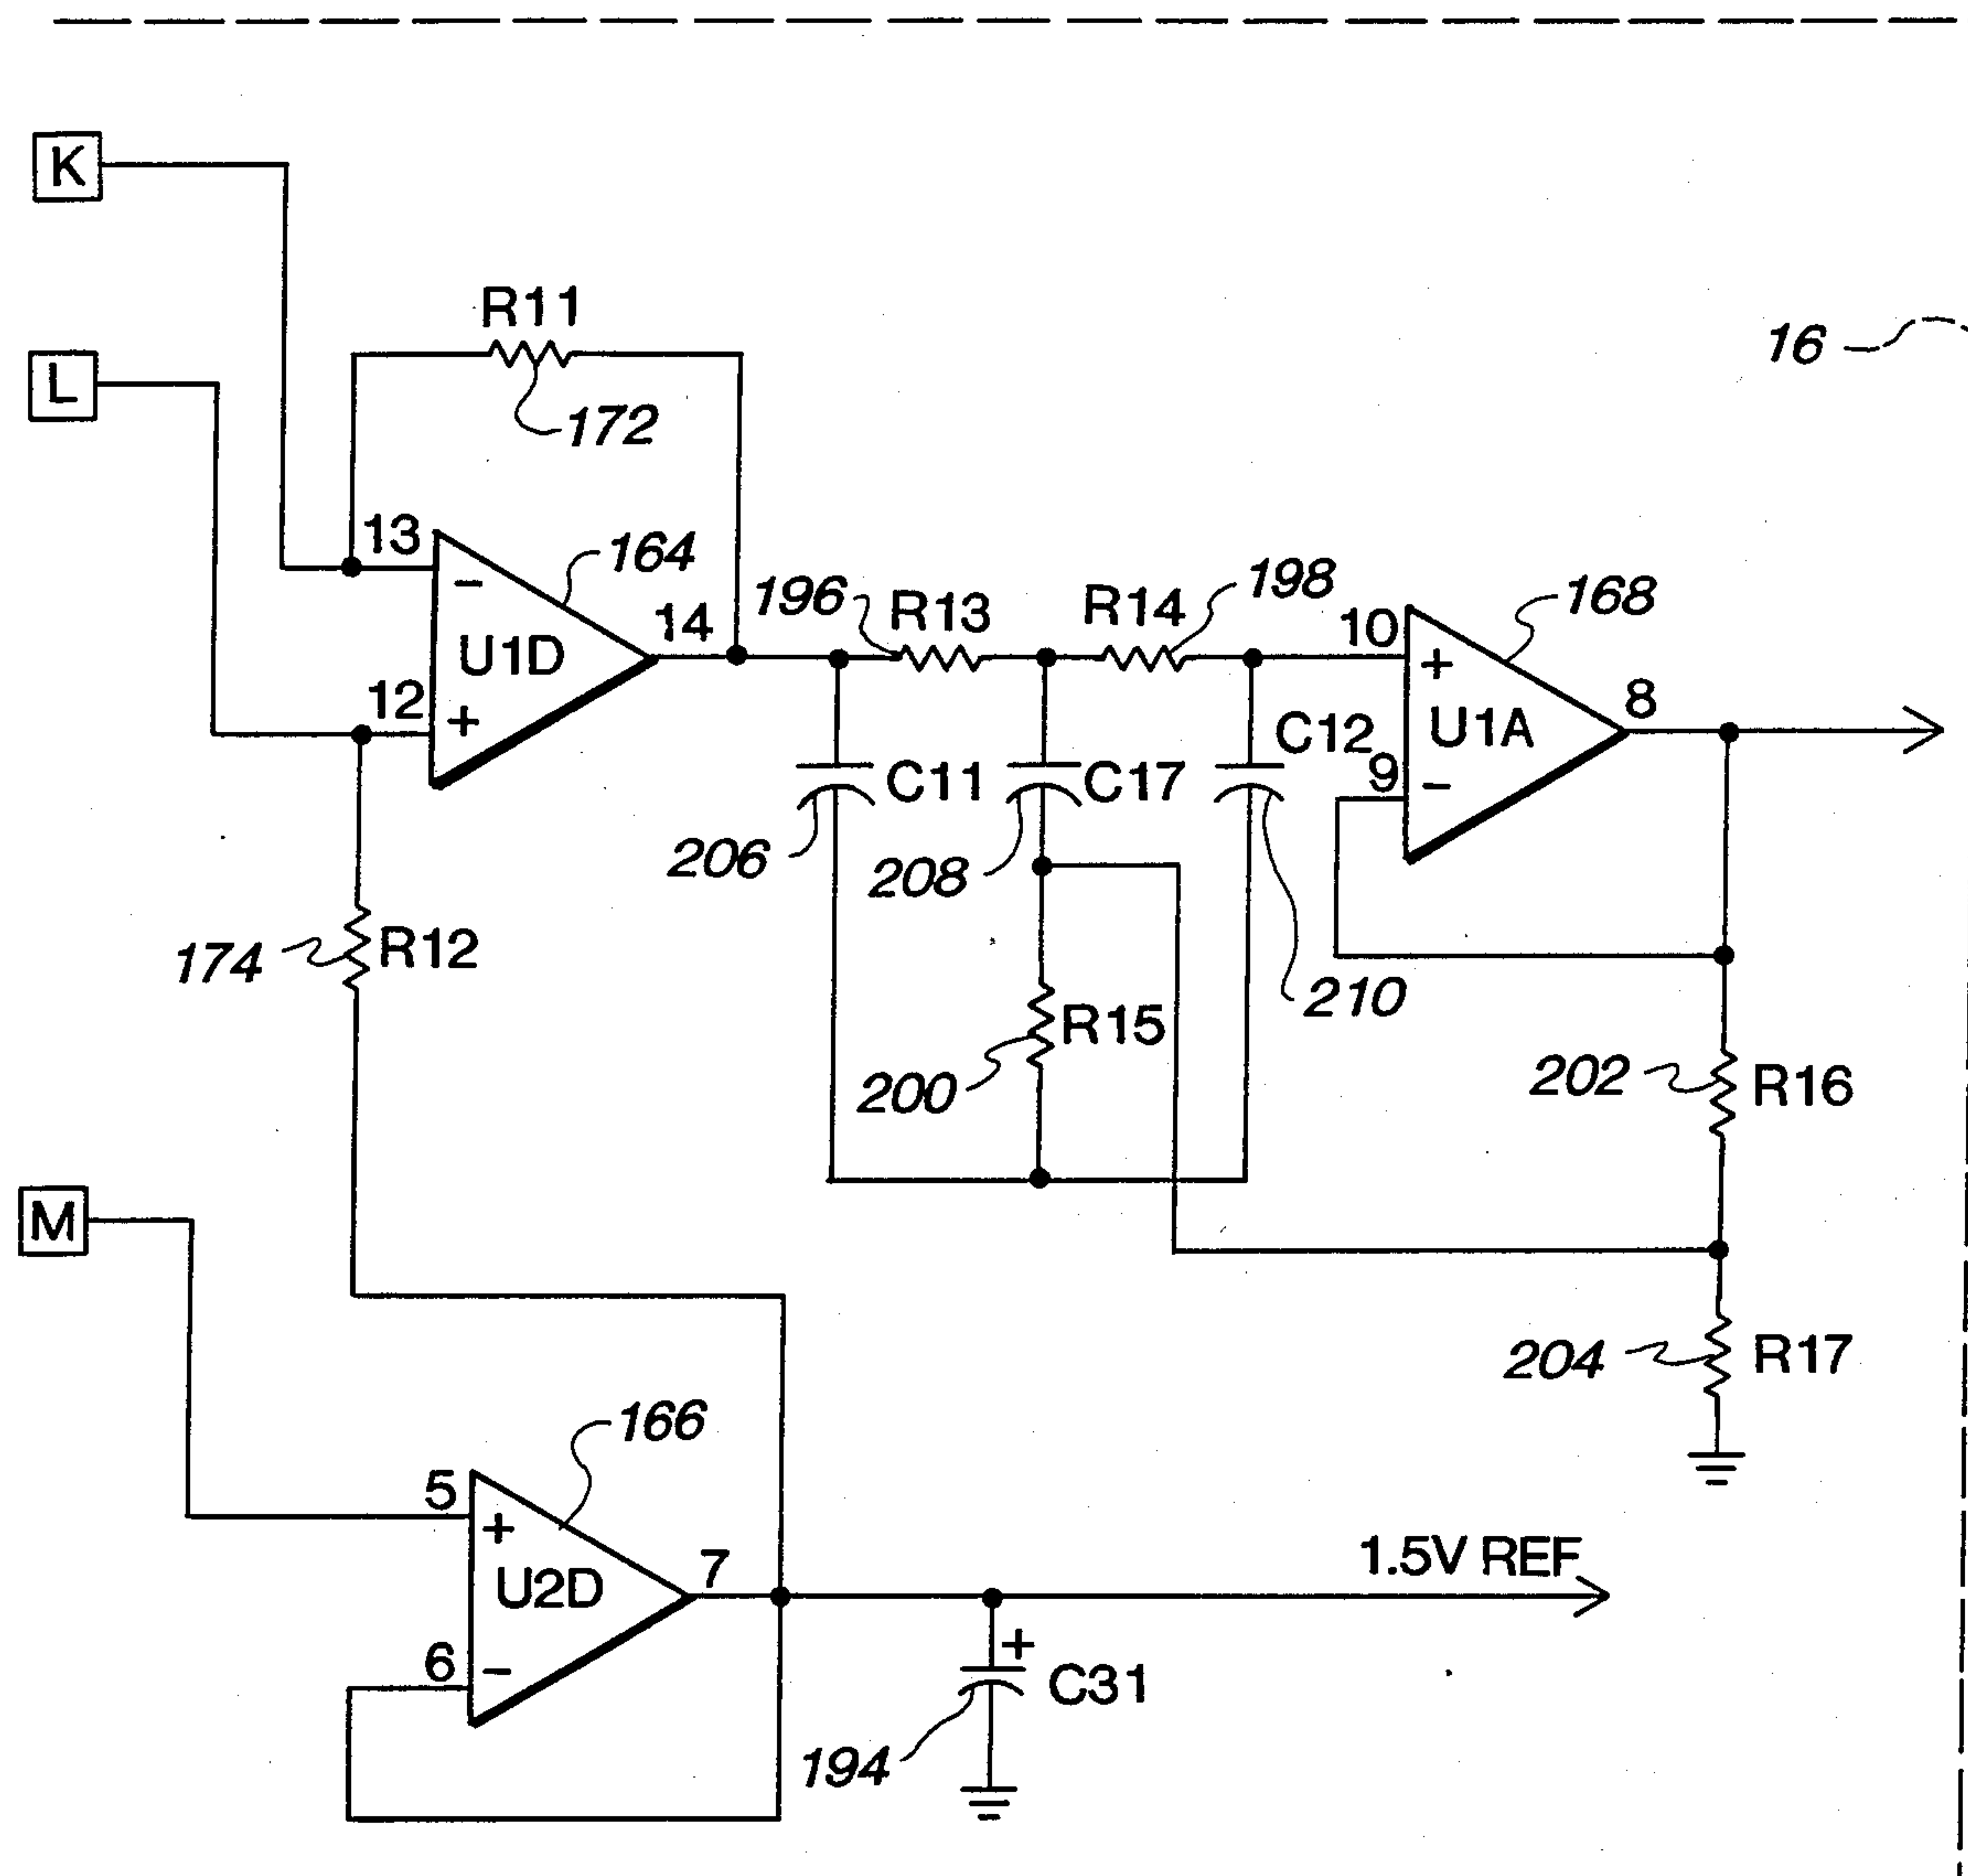 K
L
R11
172
16
13
−
164
U1D
14
12
+
196
R13
R14
198
10
+
168
U1A
8
9
−
C11
C17
C12
206
208
210
174
R12
R15
200
202
R16
M
204
R17
166
5
+
U2D
7
6
−
1.5V REF
+
C31
194